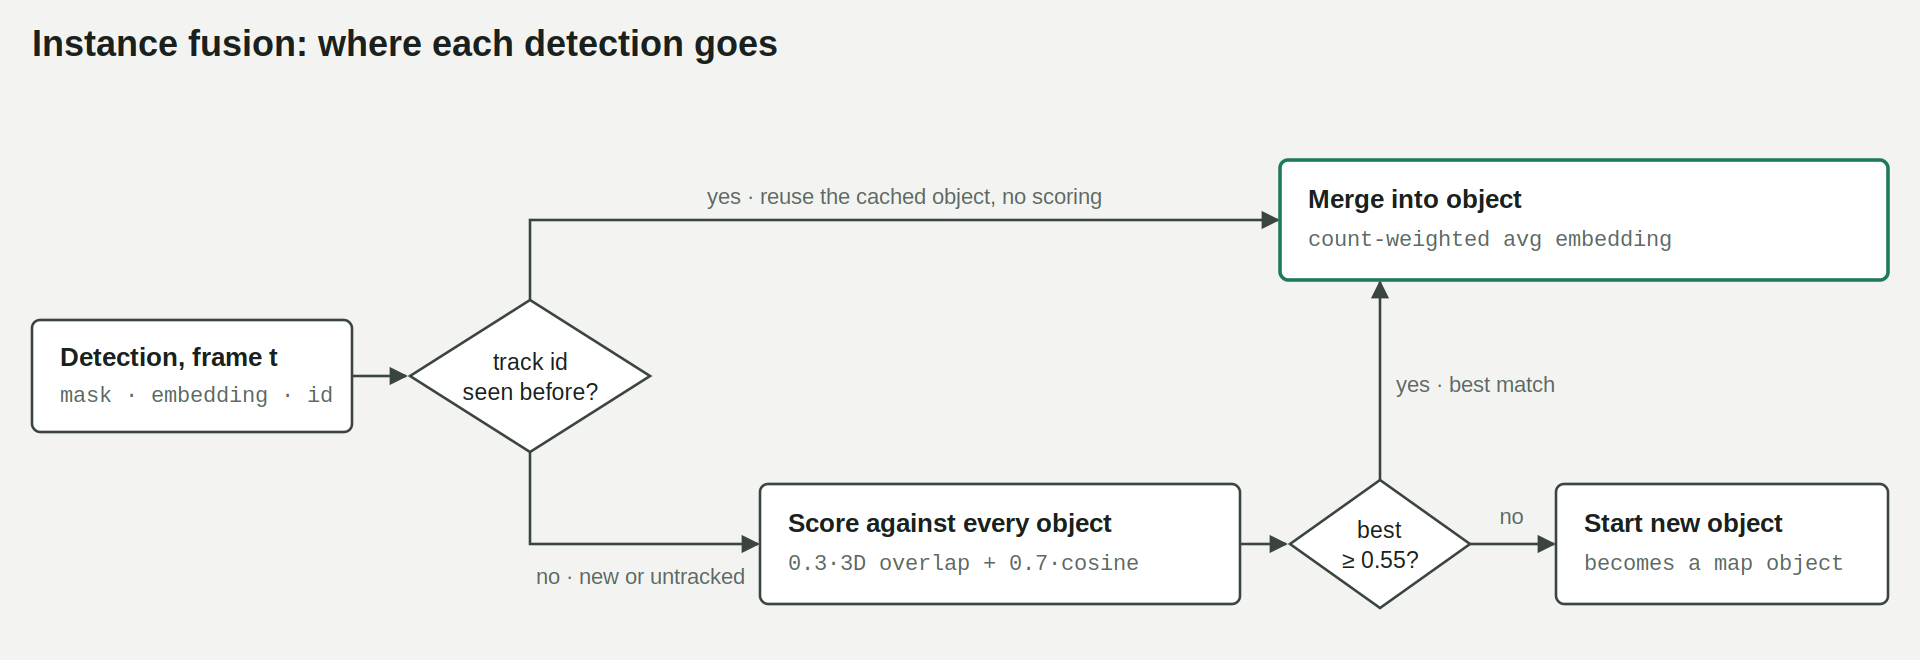 Instance fusion: where each detection goes
yes · reuse the cached object, no scoring
Merge into object
count-weighted avg embedding
Detection, frame t
mask · embedding · id
track id
seen before?
yes · best match
no · new or untracked
Score against every object
0.3·3D overlap + 0.7·cosine
best
≥ 0.55?
no
Start new object
becomes a map object